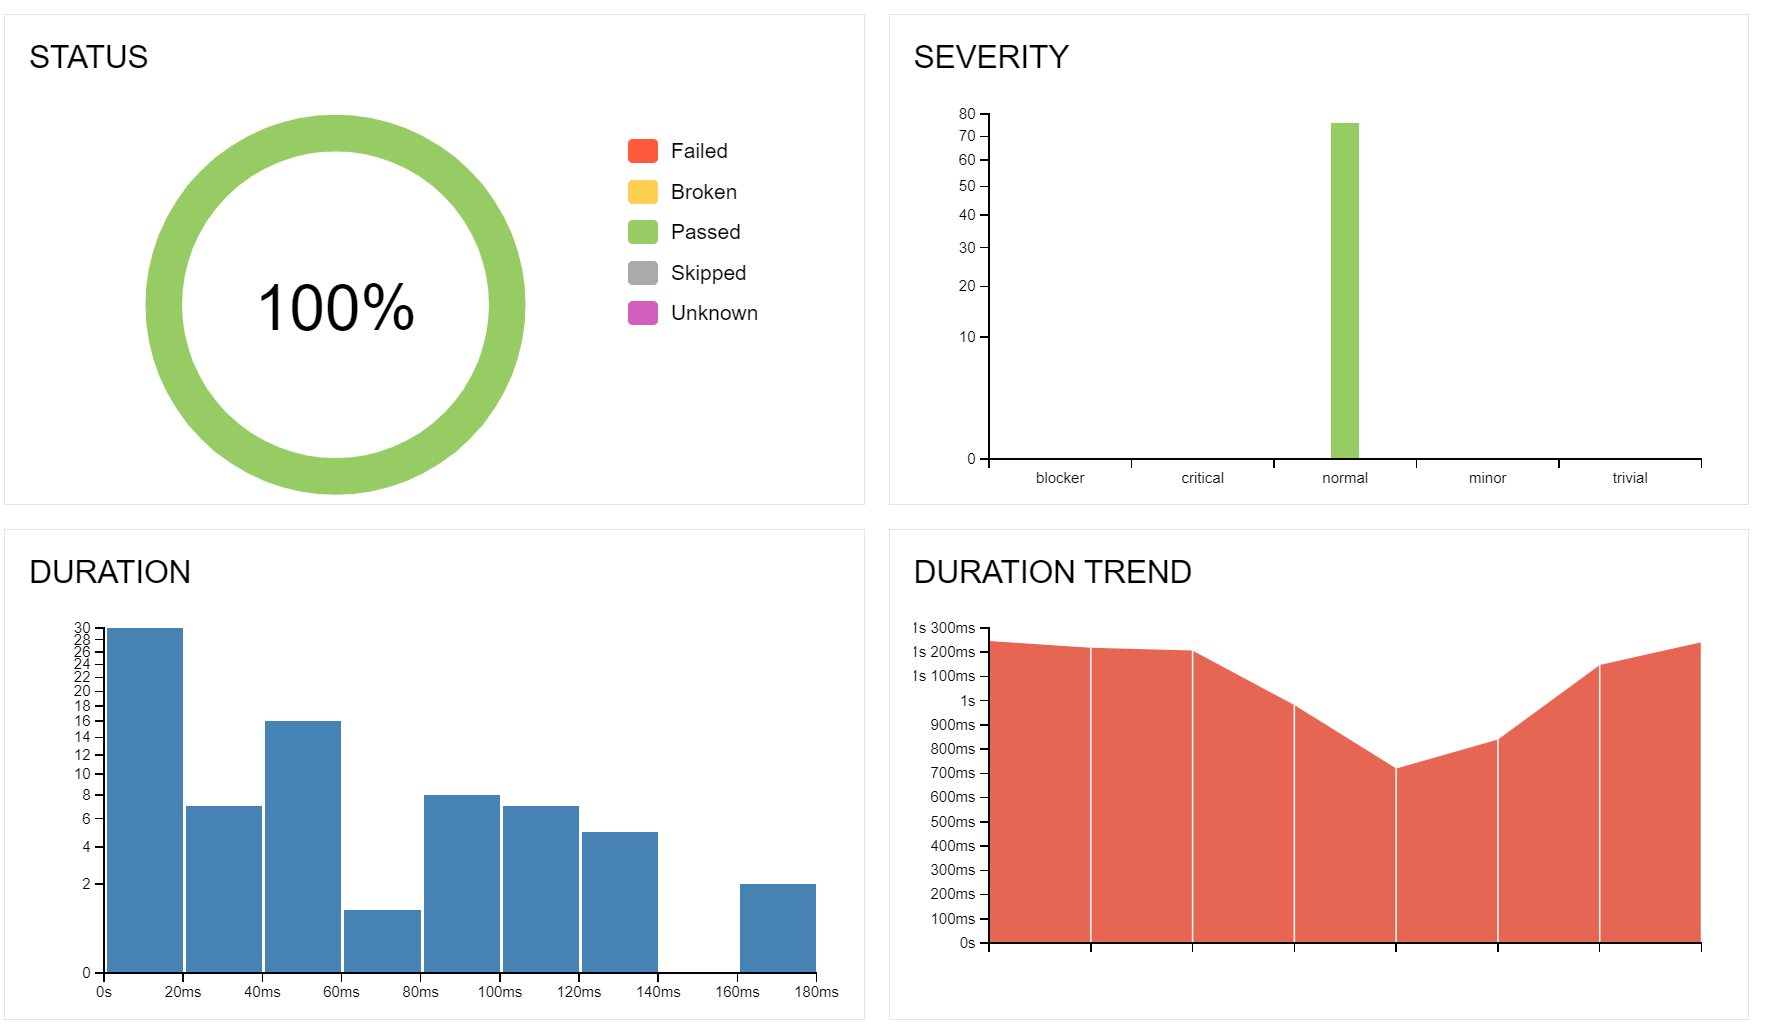 STATUS
100%
Failed
Broken
Passed
Skipped
Unknown
SEVERITY
80
70
60
50
40
30
20
10
0
blocker critical normal minor trivial
DURATION
30
28
26
24
22
20
18
16
14
12
10
8
6
4
2
0
0s 20ms 40ms 60ms 80ms 100ms 120ms 140ms 160ms 180ms
DURATION TREND
1s 300ms
1s 200ms
1s 100ms
1s
900ms
800ms
700ms
600ms
500ms
400ms
300ms
200ms
100ms
0s